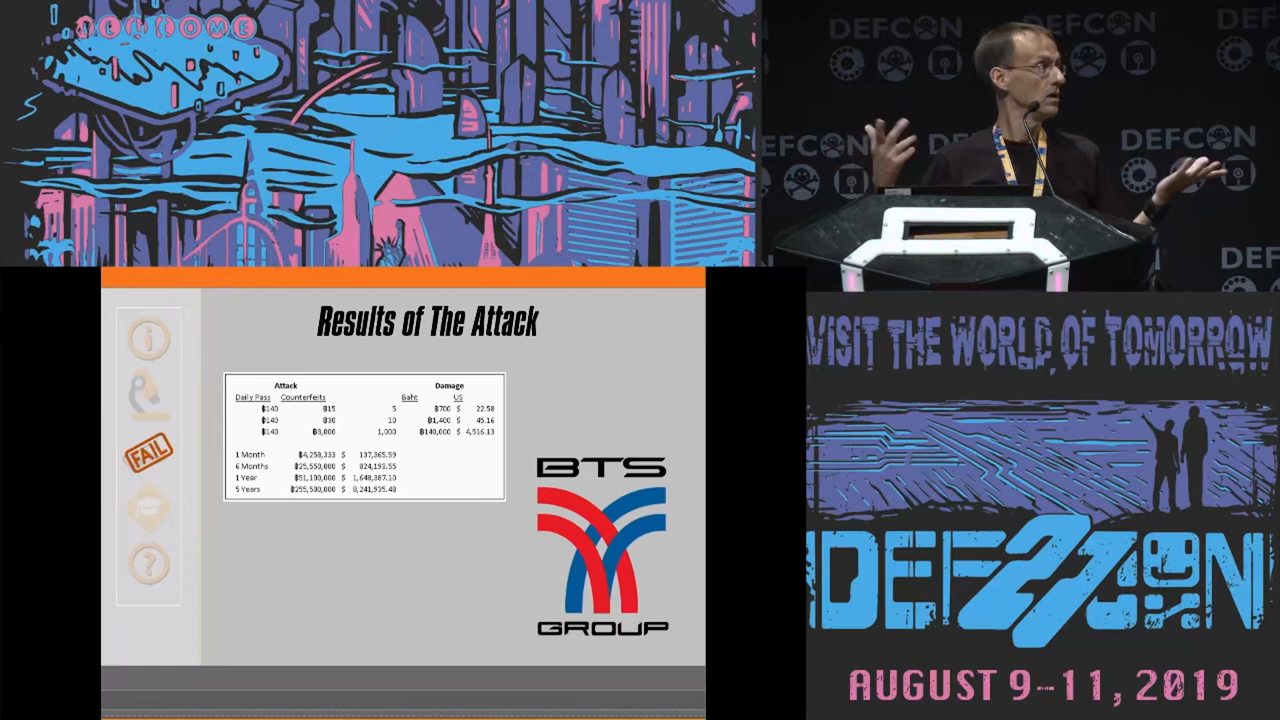 WELCOME
DEFCON DEFCON DEF
DEFCON DEFCON
DEF
Results of The Attack
Attack Damage
Daily Pass Counterfeits Baht US
฿140 ฿15 5 ฿700 $ 22.58
฿140 ฿30 10 ฿1,400 $ 45.16
฿140 ฿3,000 1,000 ฿140,000 $ 4,516.13
1 Month ฿4,258,333 $ 137,365.59
6 Months ฿25,550,000 $ 824,193.55
1 Year ฿51,100,000 $ 1,648,387.10
5 Years ฿255,500,000 $ 8,241,935.48
FAIL
?
BTS
GROUP
VISIT THE WORLD OF TOMORROW
DEF27CON
AUGUST 9-11, 2019